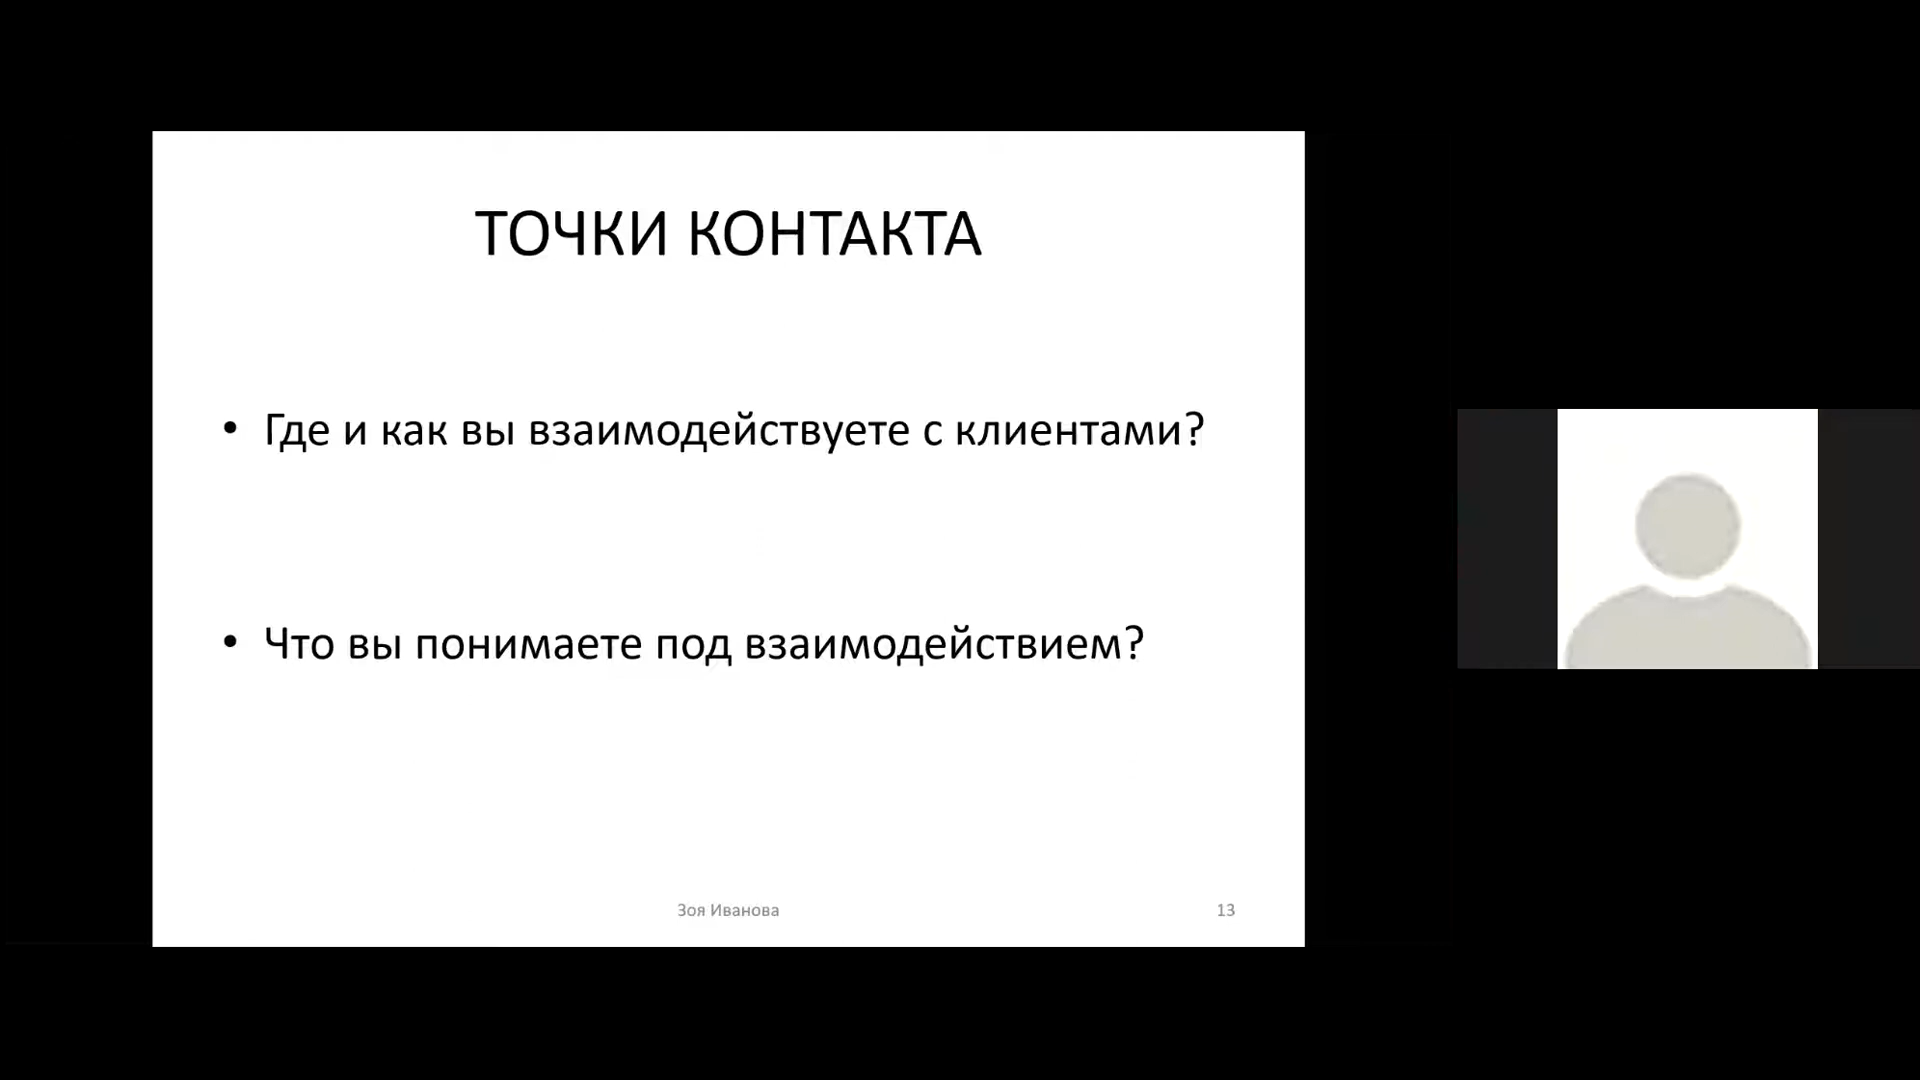 ТОЧКИ КОНТАКТА
• Где и как вы взаимодействуете с клиентами?
• Что вы понимаете под взаимодействием?
Зоя Иванова
13